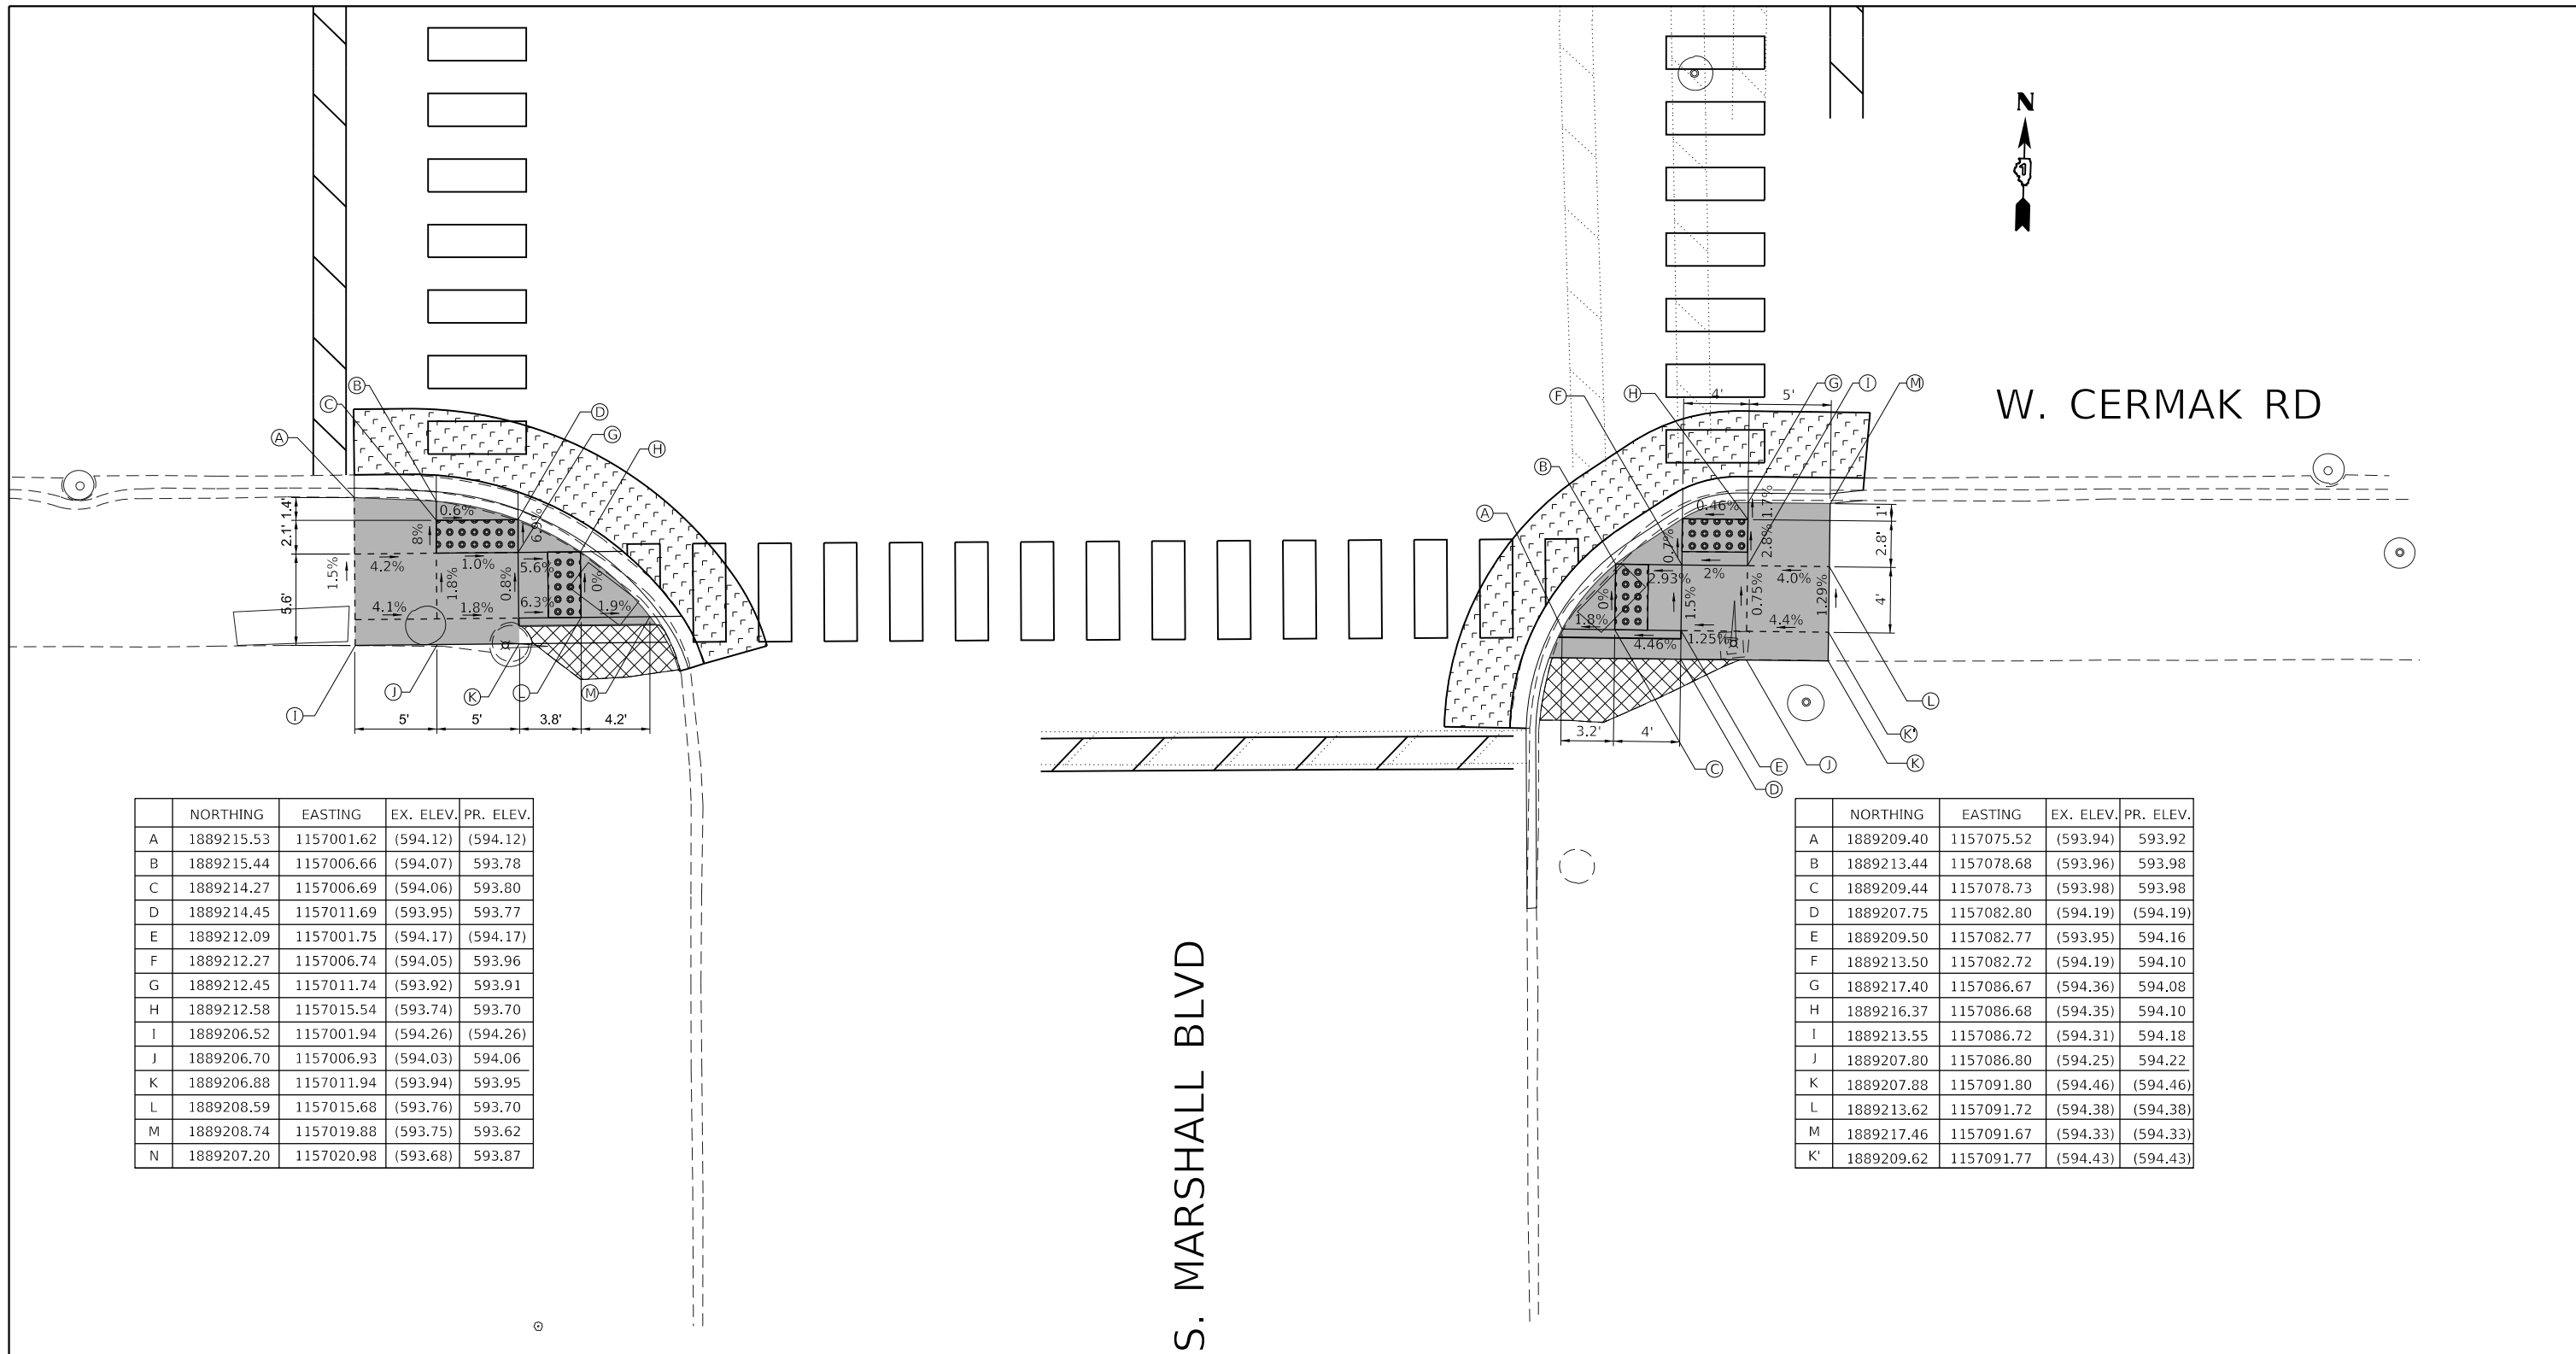 N
1
W. CERMAK RD
S. MARSHALL BLVD
B
C
A
D
G
H
0.6%
8%
6.9%
4.2%
1.0%
5.6%
0%
1.5%
1.8%
0.8%
4.1%
1.8%
6.3%
1.9%
1.4'
2.1'
5.6'
I
J
K
L
M
5'
5'
3.8'
4.2'
F
H
G
I
M
B
A
4'
5'
0.46%
1.7%
0.7%
2.8%
2.93%
2%
4.0%
0%
1.5%
0.75%
1.29%
1.8%
4.46%
1.25%
4.4%
1'
2.8'
4'
3.2'
4'
C
D
E
J
K
K'
L
NORTHING EASTING EX. ELEV. PR. ELEV.
A 1889215.53 1157001.62 (594.12) (594.12)
B 1889215.44 1157006.66 (594.07) 593.78
C 1889214.27 1157006.69 (594.06) 593.80
D 1889214.45 1157011.69 (593.95) 593.77
E 1889212.09 1157001.75 (594.17) (594.17)
F 1889212.27 1157006.74 (594.05) 593.96
G 1889212.45 1157011.74 (593.92) 593.91
H 1889212.58 1157015.54 (593.74) 593.70
I 1889206.52 1157001.94 (594.26) (594.26)
J 1889206.70 1157006.93 (594.03) 594.06
K 1889206.88 1157011.94 (593.94) 593.95
L 1889208.59 1157015.68 (593.76) 593.70
M 1889208.74 1157019.88 (593.75) 593.62
N 1889207.20 1157020.98 (593.68) 593.87
NORTHING EASTING EX. ELEV. PR. ELEV.
A 1889209.40 1157075.52 (593.94) 593.92
B 1889213.44 1157078.68 (593.96) 593.98
C 1889209.44 1157078.73 (593.98) 593.98
D 1889207.75 1157082.80 (594.19) (594.19)
E 1889209.50 1157082.77 (593.95) 594.16
F 1889213.50 1157082.72 (594.19) 594.10
G 1889217.40 1157086.67 (594.36) 594.08
H 1889216.37 1157086.68 (594.35) 594.10
I 1889213.55 1157086.72 (594.31) 594.18
J 1889207.80 1157086.80 (594.25) 594.22
K 1889207.88 1157091.80 (594.46) (594.46)
L 1889213.62 1157091.72 (594.38) (594.38)
M 1889217.46 1157091.67 (594.33) (594.33)
K' 1889209.62 1157091.77 (594.43) (594.43)